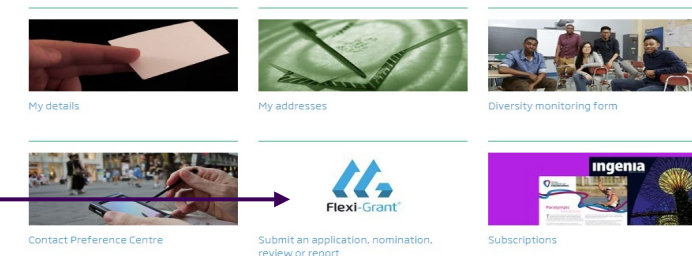 My details
My addresses
Diversity monitoring form
Flexi-Grant®
ingenia
Contact Preference Centre
Submit an application, nomination,
review or report
Subscriptions